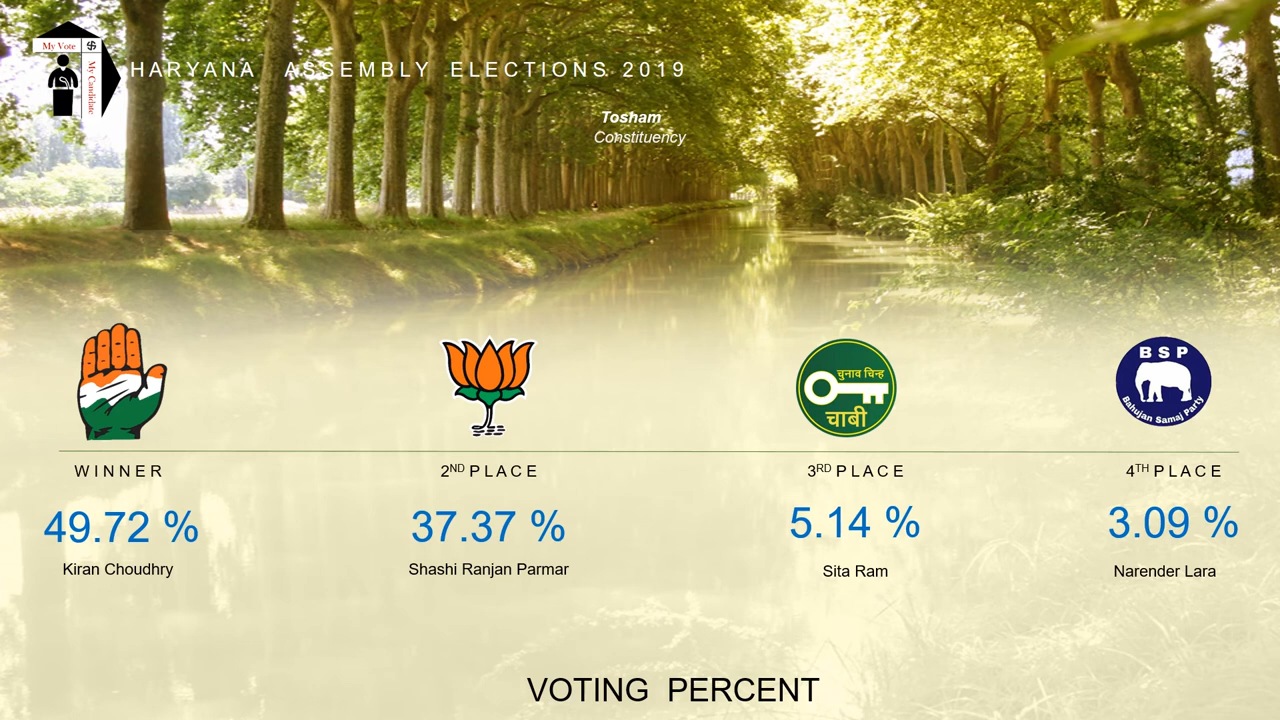 My Vote
My Candidate
HARYANA ASSEMBLY ELECTIONS 2019
Tosham
Constituency
चुनाव चिन्ह
चाबी
BSP
Bahujan Samaj Party
WINNER
2ND PLACE
3RD PLACE
4TH PLACE
49.72 %
37.37 %
5.14 %
3.09 %
Kiran Choudhry
Shashi Ranjan Parmar
Sita Ram
Narender Lara
VOTING PERCENT